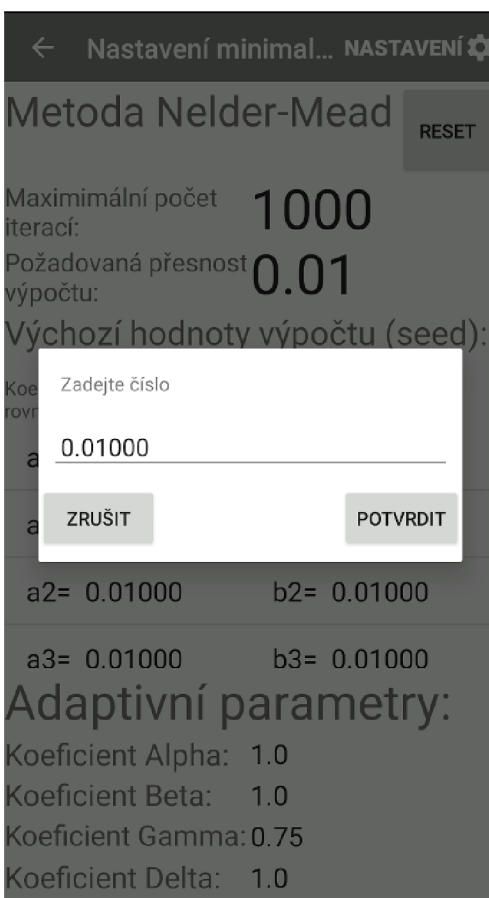 ← Nastavení minimal... NASTAVENÍ
Metoda Nelder-Mead RESET
Maximimální počet
iterací:
1000
Požadovaná přesnost
výpočtu:
0.01
Výchozí hodnoty výpočtu (seed):
Zadejte číslo
0.01000
ZRUŠIT POTVRDIT
a2= 0.01000 b2= 0.01000
a3= 0.01000 b3= 0.01000
Adaptivní parametry:
Koeficient Alpha: 1.0
Koeficient Beta: 1.0
Koeficient Gamma: 0.75
Koeficient Delta: 1.0